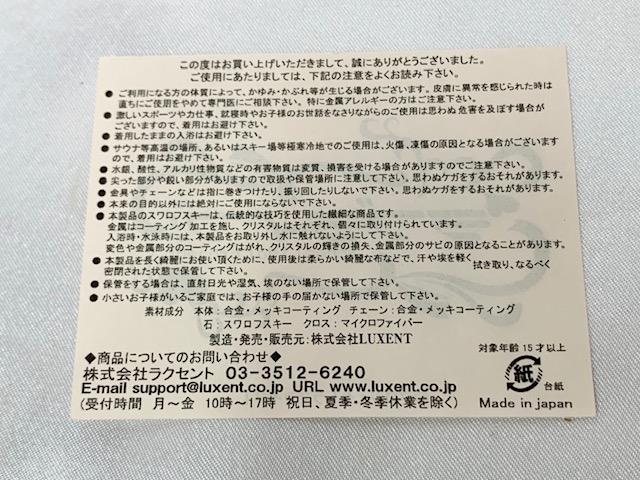 この度はお買い上げいただきまして、誠にありがとうございました。
ご使用にあたりましては、下記の注意をよくお読み下さい。
● ご利用になる方の体質によって、かゆみ・かぶれ等が生じる場合がございます。皮膚に異常を感じられた時は
直ちにご使用をやめて専門医にご相談下さい。特に金属アレルギーの方はご注意下さい。
● 激しいスポーツや力仕事、就寝時やお子様のお世話をなさりながらのご使用は思わぬ危害を及ぼす場合が
ございますので、着用はお避け下さい。
● 着用したままの入浴はお避け下さい。
● サウナ等高温の場所、あるいはスキー場等極寒冷地でのご使用は、火傷、凍傷の原因となる場合がございますの
で、着用はお避け下さい。
● 水銀、酸性、アルカリ性物質などの有害物質は変質、損害を受ける場合がありますのでご注意下さい。
● 尖った部分や鋭い部分がありますので取扱や保管場所に注意して下さい。思わぬケガをするおそれがあります。
● 金具やチェーンなどは指に巻きつけたり、振り回したりしないで下さい。思わぬケガをするおそれがあります。
● 本来の目的以外には絶対にご使用にならないで下さい。
● 本製品のスワロフスキーは、伝統的な技巧を使用した繊細な商品です。
金属はコーティング加工を施し、クリスタルはそれぞれ、個々に取り付けられています。
入浴時・水泳時には、本製品をお取り外し水に触れないようにして下さい。
変色や金属部分のコーティングはがれ、クリスタルの輝きの損失、金属部分のサビの原因となることがあります。
● 本製品を長く綺麗にお使い頂くために、使用後は柔らかい綺麗な布などで、汗や埃を軽く拭き取り、なるべく
密閉された状態で保管して下さい。
● 保管をする場合は、直射日光や湿気、埃のない場所で保管して下さい。
● 小さいお子様がいるご家庭では、お子様の手の届かない場所で保管して下さい。
素材成分 本体：合金・メッキコーティング チェーン：合金・メッキコーティング
石：スワロフスキー クロス：マイクロファイバー
製造・発売・販売元：株式会社LUXENT
◆商品についてのお問い合わせ◆
株式会社ラクセント 03-3512-6240
E-mail support@luxent.co.jp URL www.luxent.co.jp
(受付時間 月～金 10時～17時 祝日、夏季・冬季休業を除く)
対象年齢15才以上
紙
台紙
Made in japan